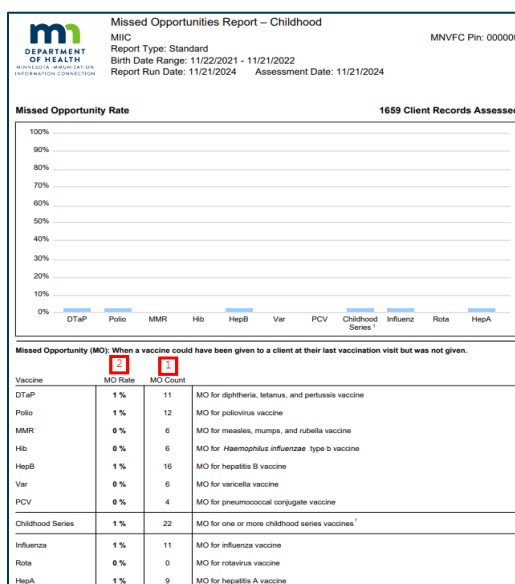 Missed Opportunities Report – Childhood
MIIC
MNVFC Pin: 000000
Report Type: Standard
Birth Date Range: 11/22/2021 - 11/21/2022
Report Run Date: 11/21/2024 Assessment Date: 11/21/2024
mn
DEPARTMENT
OF HEALTH
MINNESOTA IMMUNIZATION
INFORMATION CONNECTION
Missed Opportunity Rate 1659 Client Records Assessed
100%
90%
80%
70%
60%
50%
40%
30%
20%
10%
0%
DTaP Polio MMR Hib HepB Var PCV Childhood Series ¹ Influenz Rota HepA
Missed Opportunity (MO): When a vaccine could have been given to a client at their last vaccination visit but was not given.
2 1
Vaccine MO Rate MO Count
DTaP 1 % 11 MO for diphtheria, tetanus, and pertussis vaccine
Polio 1 % 12 MO for poliovirus vaccine
MMR 0 % 6 MO for measles, mumps, and rubella vaccine
Hib 0 % 6 MO for Haemophilus influenzae type b vaccine
HepB 1 % 16 MO for hepatitis B vaccine
Var 0 % 6 MO for varicella vaccine
PCV 0 % 4 MO for pneumococcal conjugate vaccine
Childhood Series 1 % 22 MO for one or more childhood series vaccines ¹
Influenza 1 % 11 MO for influenza vaccine
Rota 0 % 0 MO for rotavirus vaccine
HepA 1 % 9 MO for hepatitis A vaccine